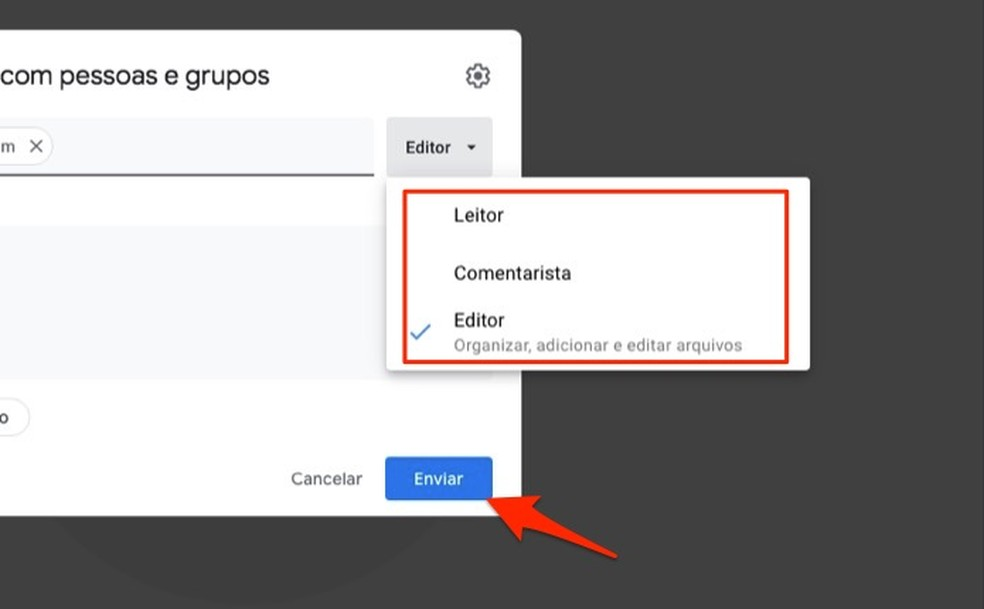 com pessoas e grupos
m
Editor
Leitor
Comentarista
Editor
Organizar, adicionar e editar arquivos
o
Cancelar
Enviar